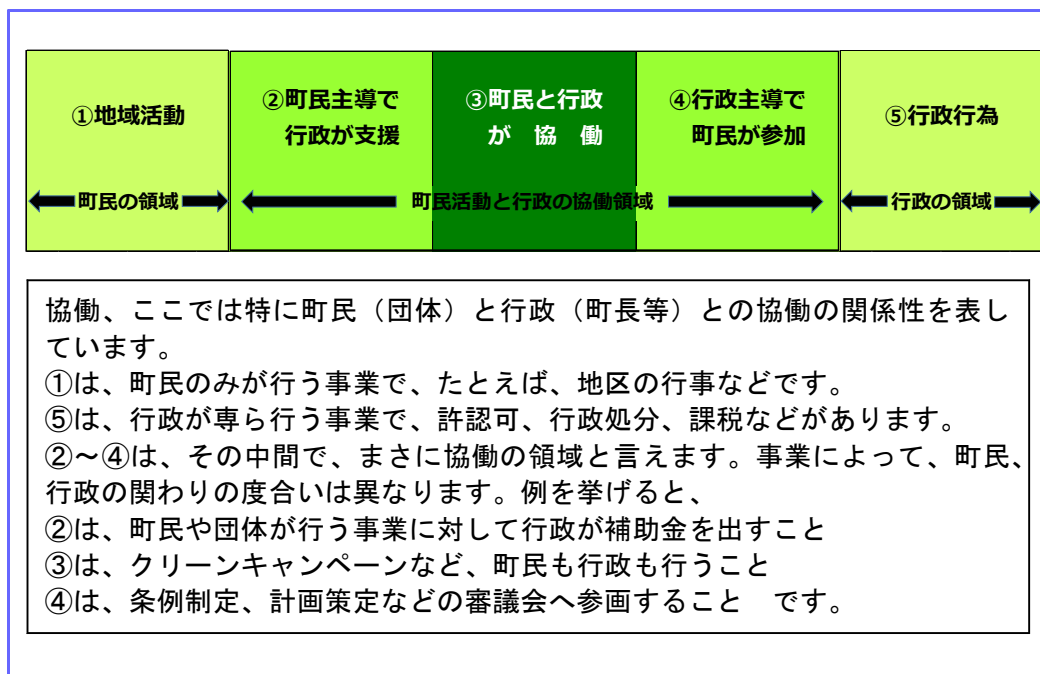 ①地域活動
②町民主導で
行政が支援
③町民と行政
が　協　働
④行政主導で
町民が参加
⑤行政行為
町民の領域
町民活動と行政の協働領域
行政の領域
協働、ここでは特に町民（団体）と行政（町長等）との協働の関係性を表し
ています。
①は、町民のみが行う事業で、たとえば、地区の行事などです。
⑤は、行政が専ら行う事業で、許認可、行政処分、課税などがあります。
②～④は、その中間で、まさに協働の領域と言えます。事業によって、町民、
行政の関わりの度合いは異なります。例を挙げると、
②は、町民や団体が行う事業に対して行政が補助金を出すこと
③は、クリーンキャンペーンなど、町民も行政も行うこと
④は、条例制定、計画策定などの審議会へ参画すること　です。